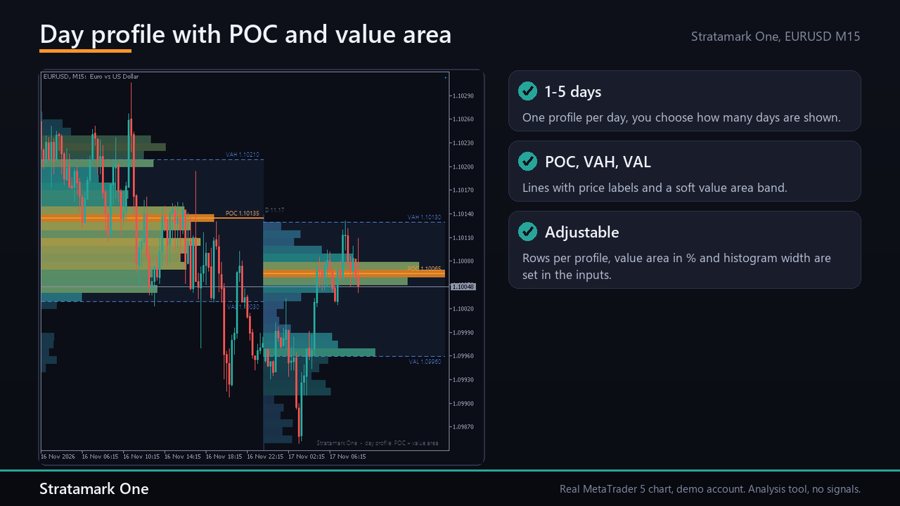 Day profile with POC and value area
Stratamark One, EURUSD M15
EURUSD, M15: Euro vs US Dollar
1.10290
1.10260
1.10230
1.10200
1.10170
1.10140
1.10110
1.10080
1.10048
1.10020
1.09990
1.09960
1.09930
1.09900
1.09870
VAH 1.10210
POC 1.10135
D 11.17
VAH 1.10130
VAL 1.09960
Stratamark One - day profile POC + value area
16 Nov 2026
16 Nov 06:15
16 Nov 10:15
16 Nov 14:15
16 Nov 18:15
16 Nov 22:15
17 Nov 02:15
17 Nov 06:15
1-5 days
One profile per day, you choose how many days are shown.
POC, VAH, VAL
Lines with price labels and a soft value area band.
Adjustable
Rows per profile, value area in % and histogram width are
set in the inputs.
Stratamark One
Real MetaTrader 5 chart, demo account. Analysis tool, no signals.